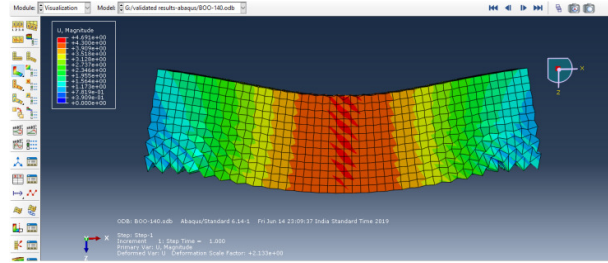 Module: Visualization Model: G:/validated results-abaqus/BOO-140.odb
U, Magnitude
+4.691e+00
+4.300e+00
+3.909e+00
+3.518e+00
+3.128e+00
+2.737e+00
+2.346e+00
+1.955e+00
+1.564e+00
+1.173e+00
+7.819e-01
+3.909e-01
+0.000e+00
X
Z
ODB: BOO-140.odb Abaqus/Standard 6.14-1 Fri Jun 14 23:09:37 India Standard Time 2019
Step: Step-1
Increment 1: Step Time = 1.000
Primary Var: U, Magnitude
Deformed Var: U Deformation Scale Factor: +2.133e+00
Y
X
Z